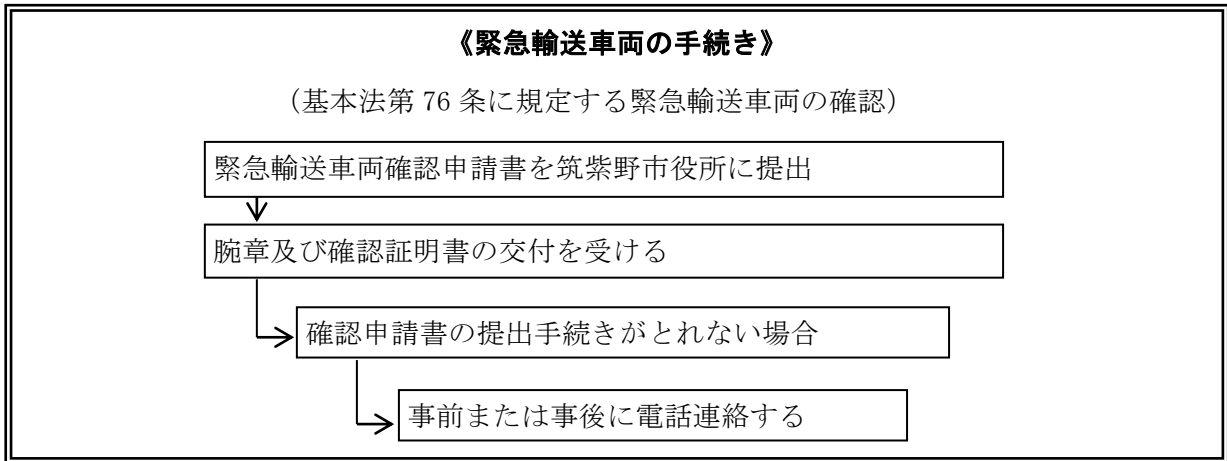 《緊急輸送車両の手続き》
（基本法第 76 条に規定する緊急輸送車両の確認）
緊急輸送車両確認申請書を筑紫野市役所に提出
腕章及び確認証明書の交付を受ける
確認申請書の提出手続きがとれない場合
事前または事後に電話連絡する